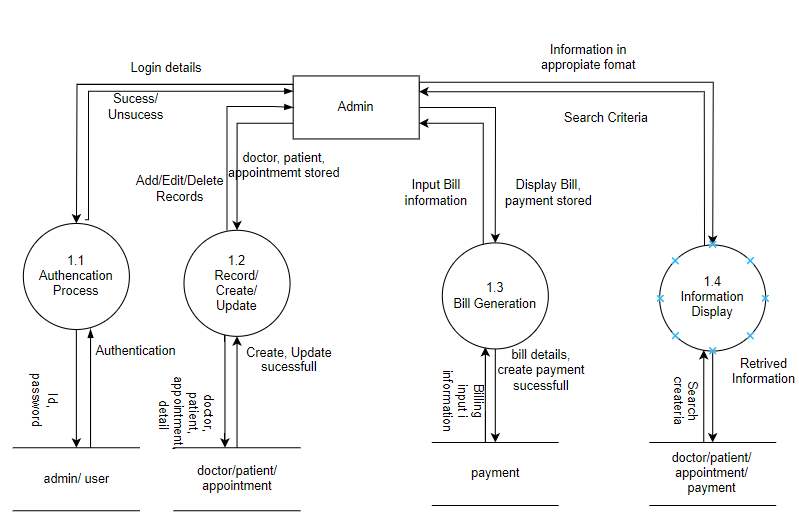 Login details
Sucess/
Unsucess
Admin
Information in
appropiate fomat
Search Criteria
doctor, patient,
appointmemt stored
Add/Edit/Delete
Records
Input Bill
information
Display Bill,
payment stored
1.1
Authencation
Process
1.2
Record/
Create/
Update
1.3
Bill Generation
1.4
Information
Display
Authentication
Id,
password
Create, Update
sucessfull
doctor,
patient,
appointment,
detail
bill details,
create payment
sucessfull
Billing
input i
information
Retrived
Information
Search
createria
admin/ user
doctor/patient/
appointment
payment
doctor/patient/
appointment/
payment